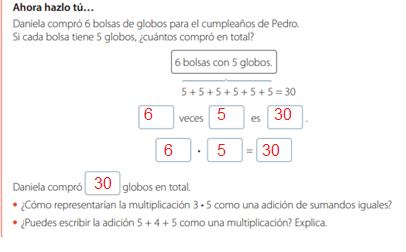 Ahora hazlo tú...
Daniela compró 6 bolsas de globos para el cumpleaños de Pedro.
Si cada bolsa tiene 5 globos, ¿cuántos compró en total?
6 bolsas con 5 globos.
5 + 5 + 5 + 5 + 5 + 5 = 30
6 veces 5 es 30 .
6 • 5 = 30
Daniela compró 30 globos en total.
• ¿Cómo representarían la multiplicación 3 • 5 como una adición de sumandos iguales?
• ¿Puedes escribir la adición 5 + 4 + 5 como una multiplicación? Explica.